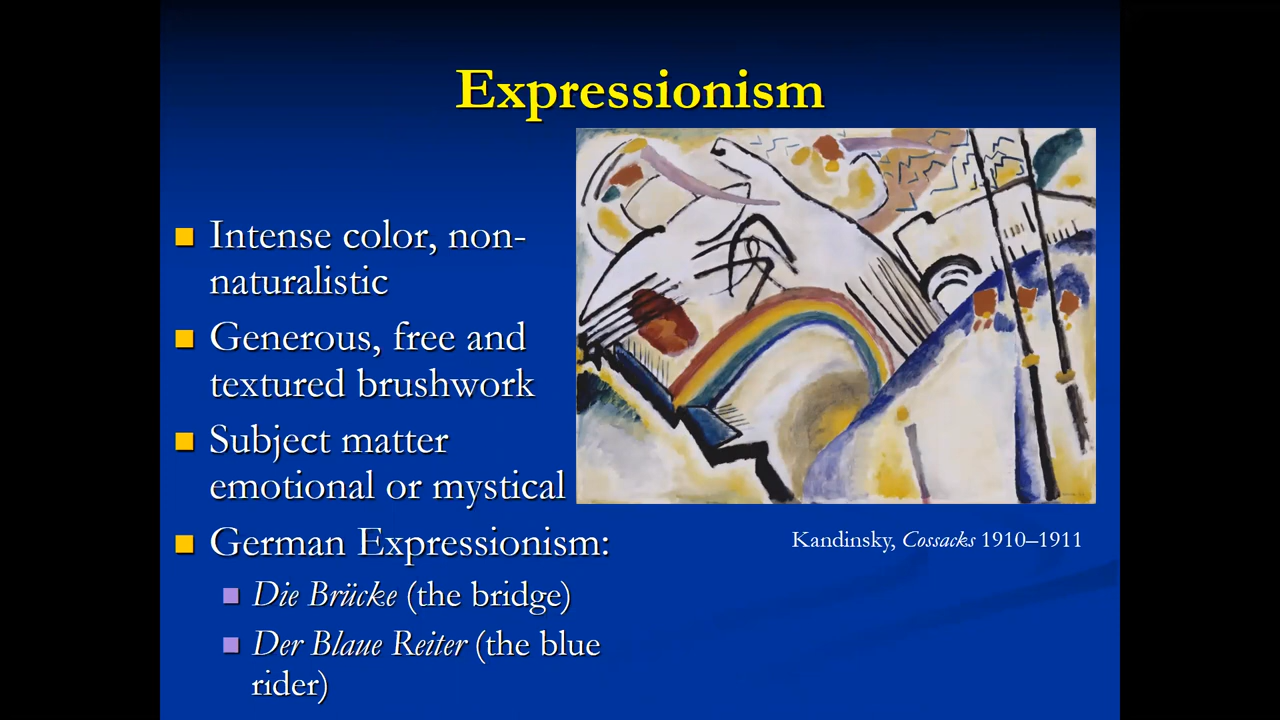 Expressionism
Intense color, non-
naturalistic
Generous, free and
textured brushwork
Subject matter
emotional or mystical
German Expressionism:
Die Brücke (the bridge)
Der Blaue Reiter (the blue
rider)
Kandinsky, Cossacks 1910–1911